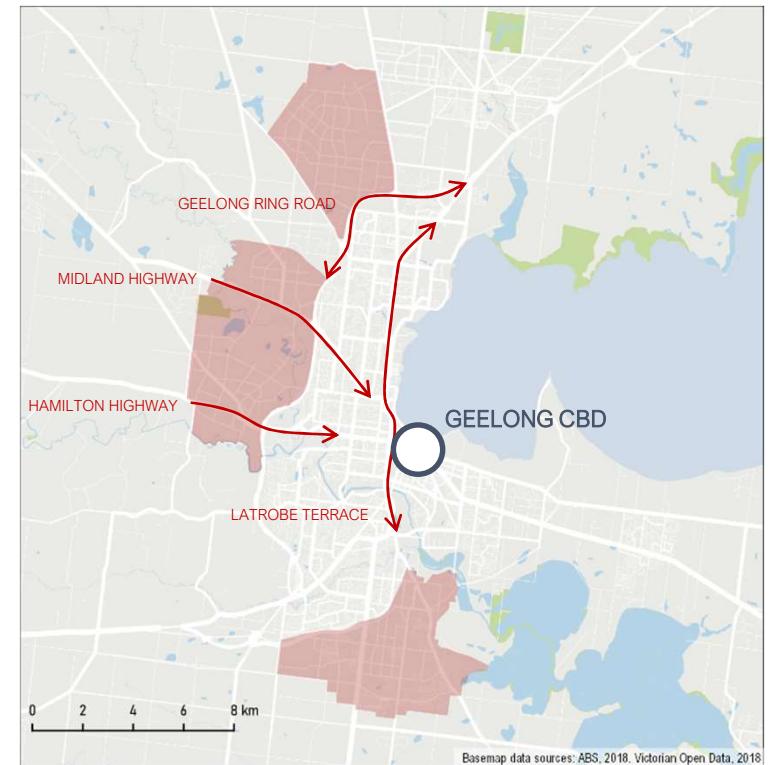 GEELONG RING ROAD
MIDLAND HIGHWAY
HAMILTON HIGHWAY
GEELONG CBD
LATROBE TERRACE
0 2 4 6 8 km
Basemap data sources: ABS, 2018. Victorian Open Data, 2018